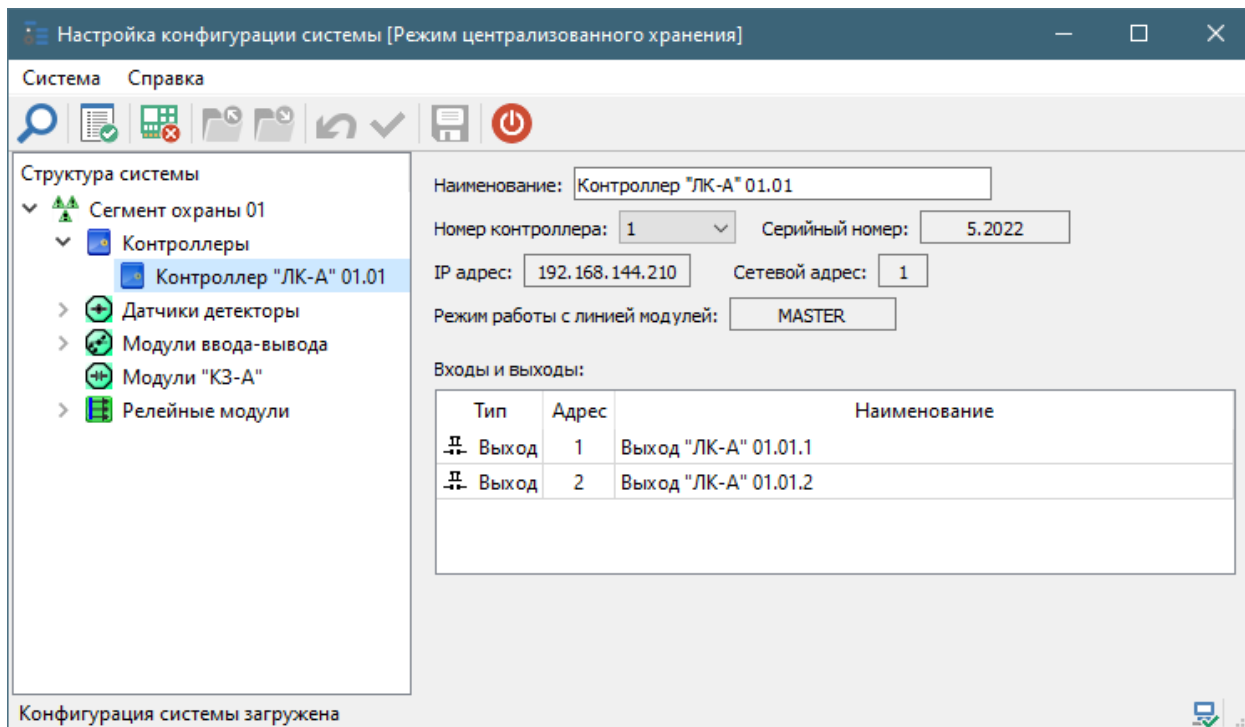 Настройка конфигурации системы [Режим централизованного хранения]
Система Справка
Структура системы
Сегмент охраны 01
Контроллеры
Контроллер "ЛК-А" 01.01
Датчики детекторы
Модули ввода-вывода
Модули "КЗ-А"
Релейные модули
Наименование: Контроллер "ЛК-А" 01.01
Номер контроллера: 1 Серийный номер: 5.2022
IP адрес: 192.168.144.210 Сетевой адрес: 1
Режим работы с линией модулей: MASTER
Входы и выходы:
Тип Адрес Наименование
Выход 1 Выход "ЛК-А" 01.01.1
Выход 2 Выход "ЛК-А" 01.01.2
Конфигурация системы загружена